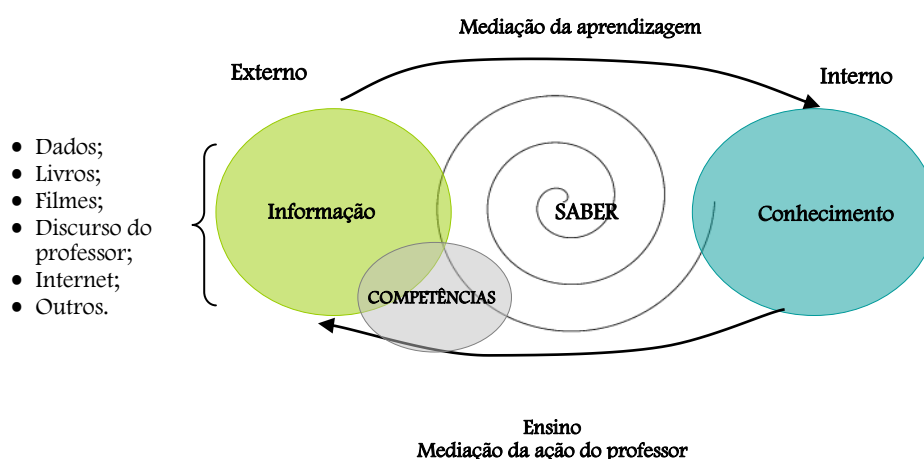 Mediação da aprendizagem
Externo
Interno
• Dados;
• Livros;
• Filmes;
• Discurso do
professor;
• Internet;
• Outros.
Informação
SABER
Conhecimento
COMPETÊNCIAS
Ensino
Mediação da ação do professor